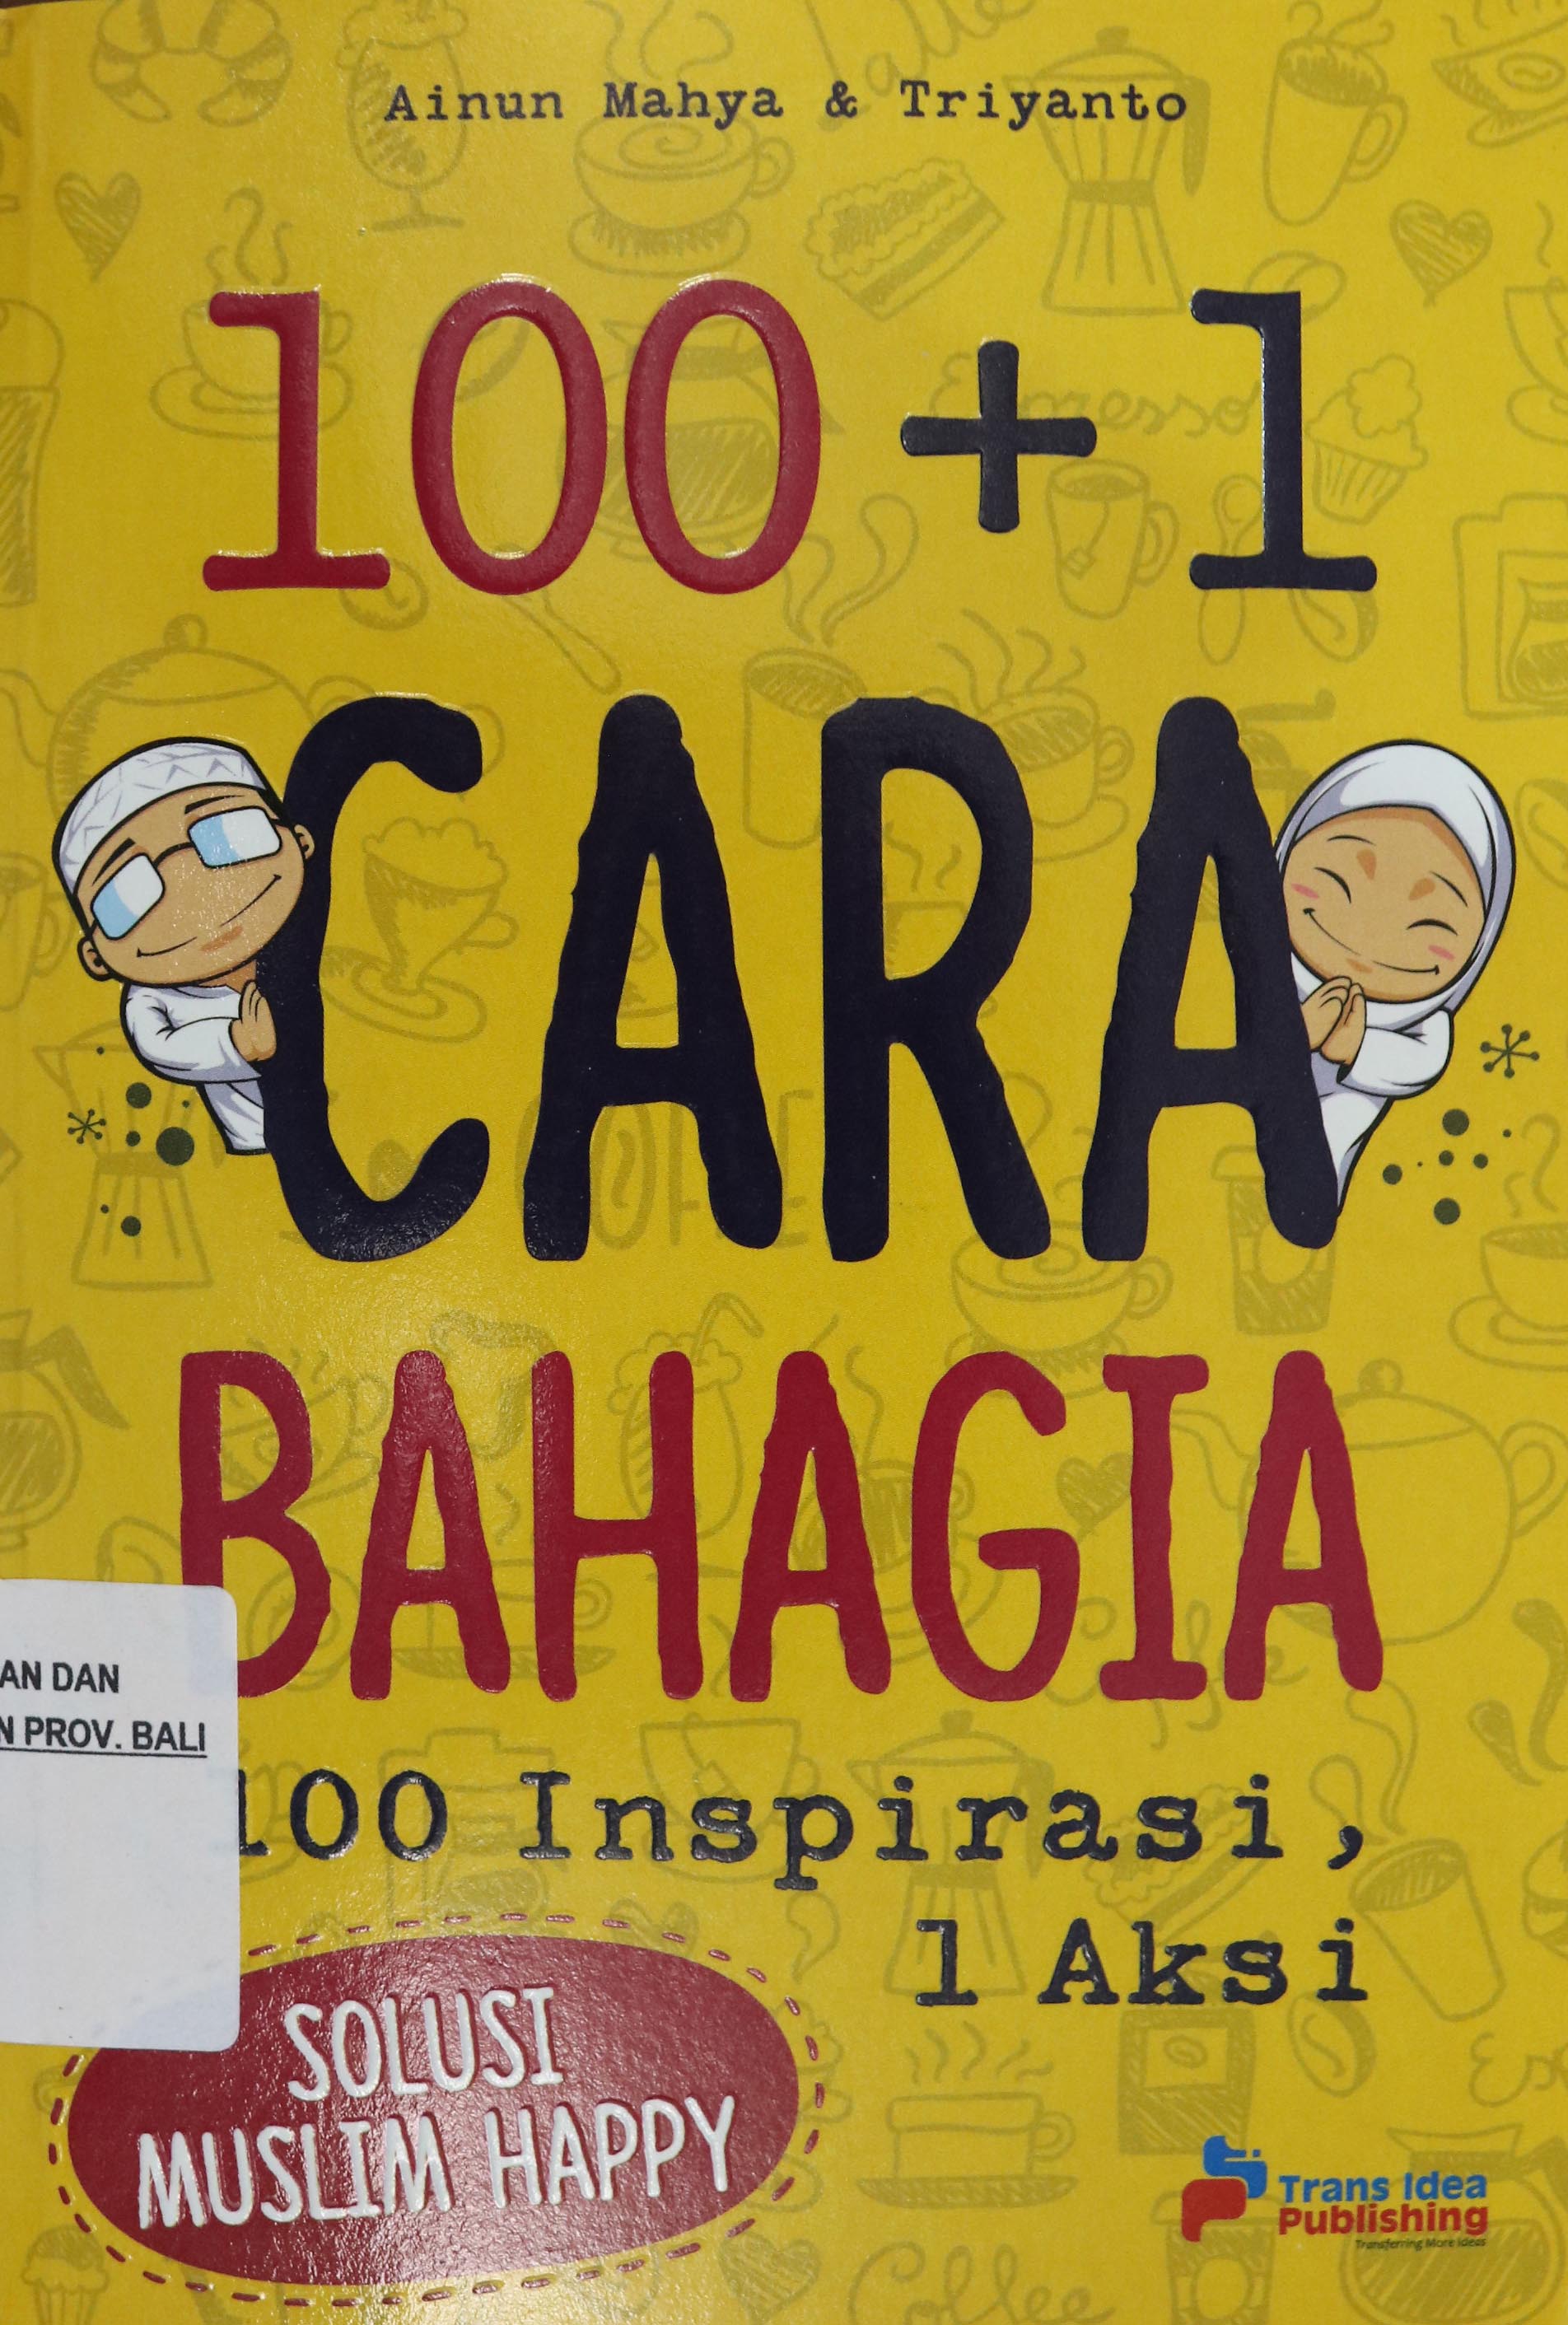 Ainun Mahya & Triyanto
100 + 1
CARA
BAHAGIA
AN DAN
N PROV. BALI
100 Inspirasi,
1 Aksi
SOLUSI
MUSLIM HAPPY
Trans Idea
Publishing
Transferring More Ideas
Coffee